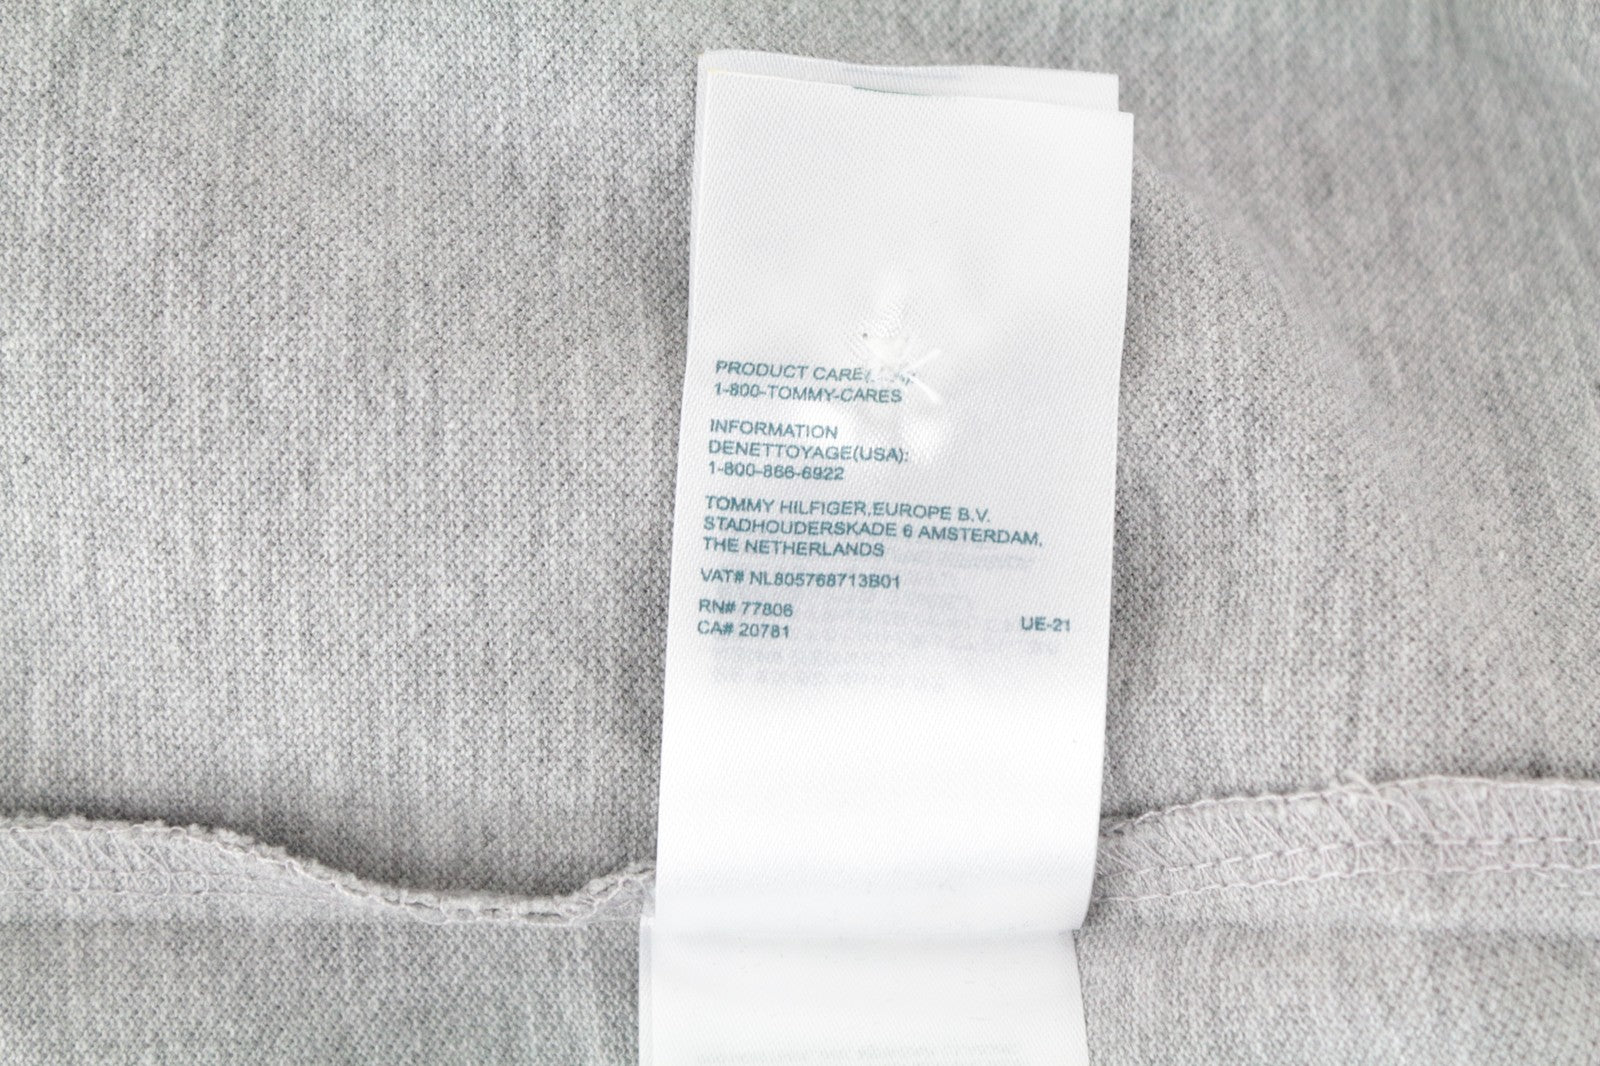 PRODUCT CARE
1-800-TOMMY-CARES
INFORMATION
DENETTOYAGE(USA):
1-800-866-6922
TOMMY HILFIGER,EUROPE B.V.
STADHOUDERSKADE 6 AMSTERDAM,
THE NETHERLANDS
VAT# NL805768713B01
RN# 77806
CA# 20781
UE-21